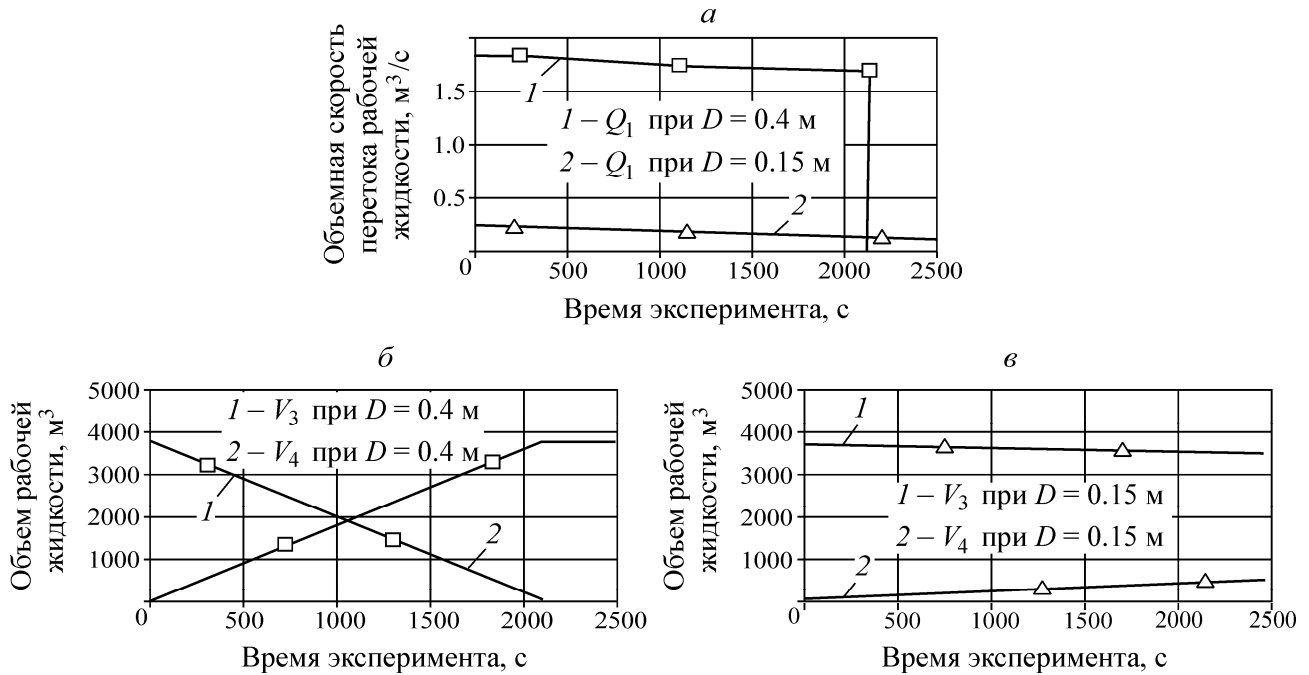 а
Объемная скорость
перетока рабочей
жидкости, м³/с
1.5
1.0
0.5
0
1
1 – Q₁ при D = 0.4 м
2 – Q₁ при D = 0.15 м
2
500
1000
1500
2000
2500
Время эксперимента, с
б
Объем рабочей
жидкости, м³
5000
4000
3000
2000
1000
1 – V₃ при D = 0.4 м
2 – V₄ при D = 0.4 м
1
2
0
500
1000
1500
2000
2500
Время эксперимента, с
в
Объем рабочей
жидкости, м³
5000
4000
3000
2000
1000
1
1 – V₃ при D = 0.15 м
2 – V₄ при D = 0.15 м
2
0
500
1000
1500
2000
2500
Время эксперимента, с